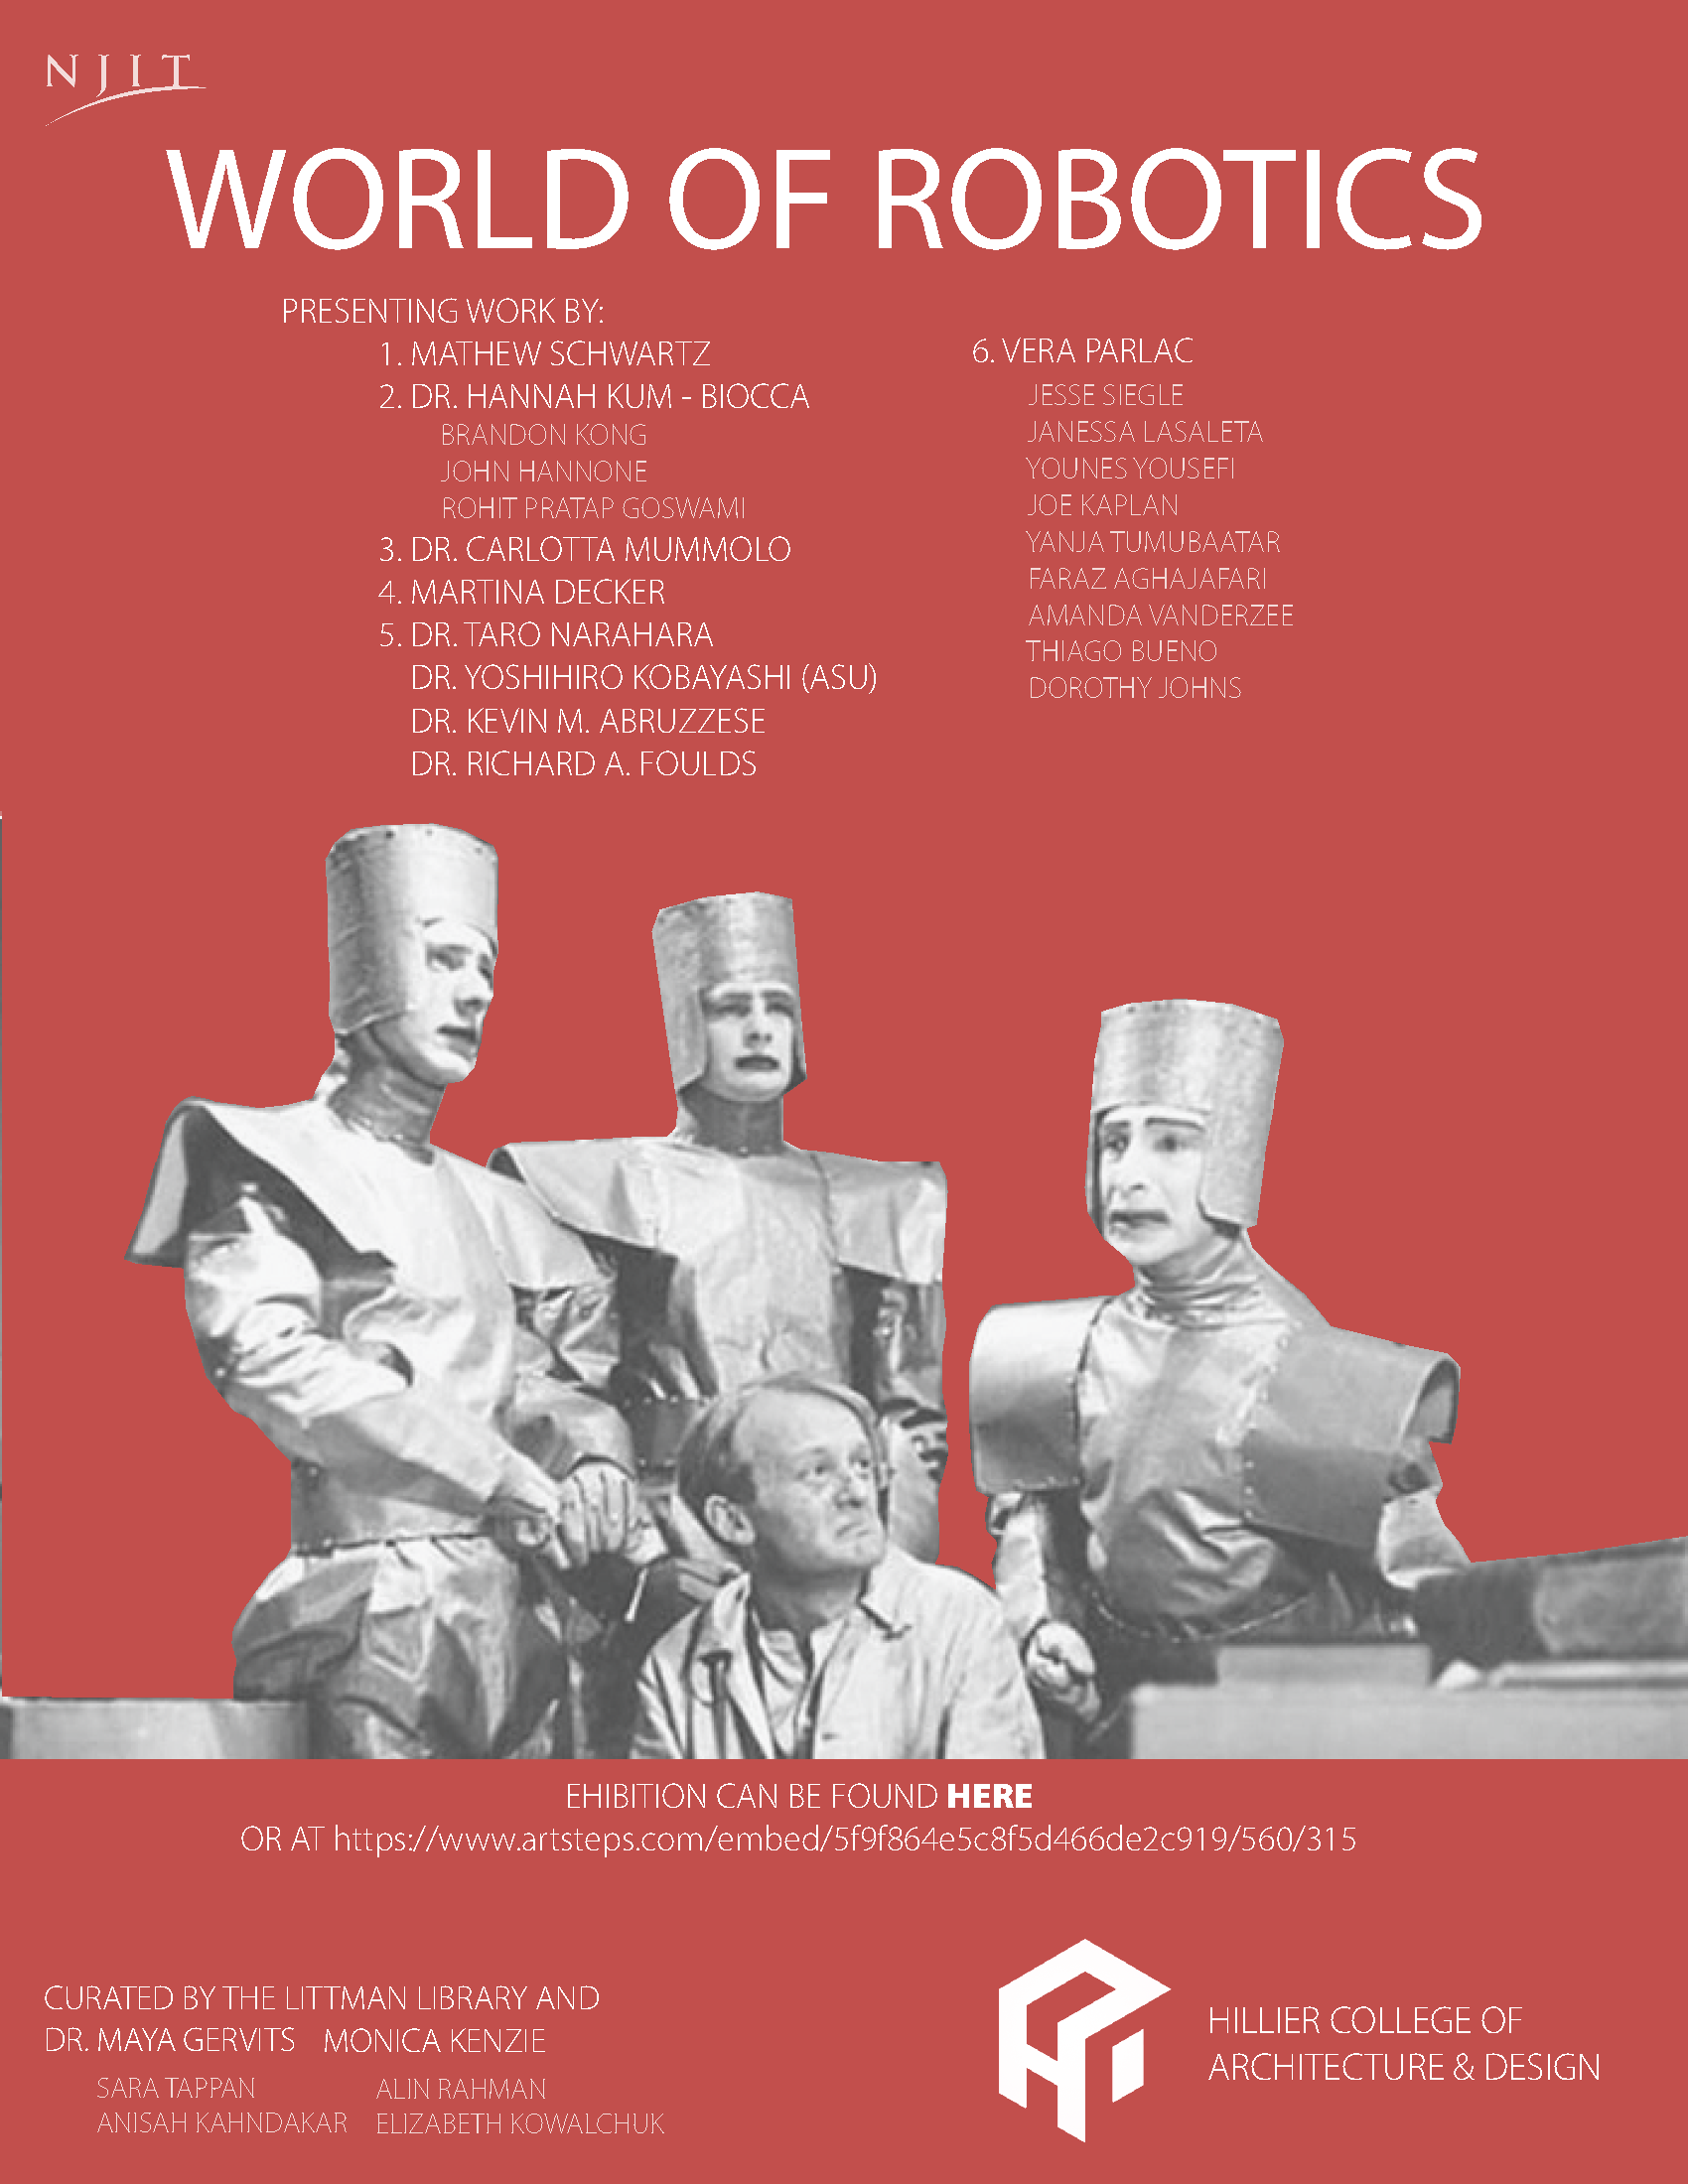 NJIT
WORLD OF ROBOTICS
PRESENTING WORK BY:
1. MATHEW SCHWARTZ
2. DR. HANNAH KUM - BIOCCA
BRANDON KONG
JOHN HANNONE
ROHIT PRATAP GOSWAMI
3. DR. CARLOTTA MUMMOLO
4. MARTINA DECKER
5. DR. TARO NARAHARA
DR. YOSHIHIRO KOBAYASHI (ASU)
DR. KEVIN M. ABRUZZESE
DR. RICHARD A. FOULDS
6. VERA PARLAC
JESSE SIEGLE
JANESSA LASALETA
YOUNES YOUSEFI
JOE KAPLAN
YANJA TUMUBAATAR
FARAZ AGHAJAFARI
AMANDA VANDERZEE
THIAGO BUENO
DOROTHY JOHNS
EHIBITION CAN BE FOUND HERE
OR AT https://www.artsteps.com/embed/5f9f864e5c8f5d466de2c919/560/315
CURATED BY THE LITTMAN LIBRARY AND
DR. MAYA GERVITS MONICA KENZIE
SARA TAPPAN ALIN RAHMAN
ANISAH KAHNDAKAR ELIZABETH KOWALCHUK
HILLIER COLLEGE OF
ARCHITECTURE & DESIGN